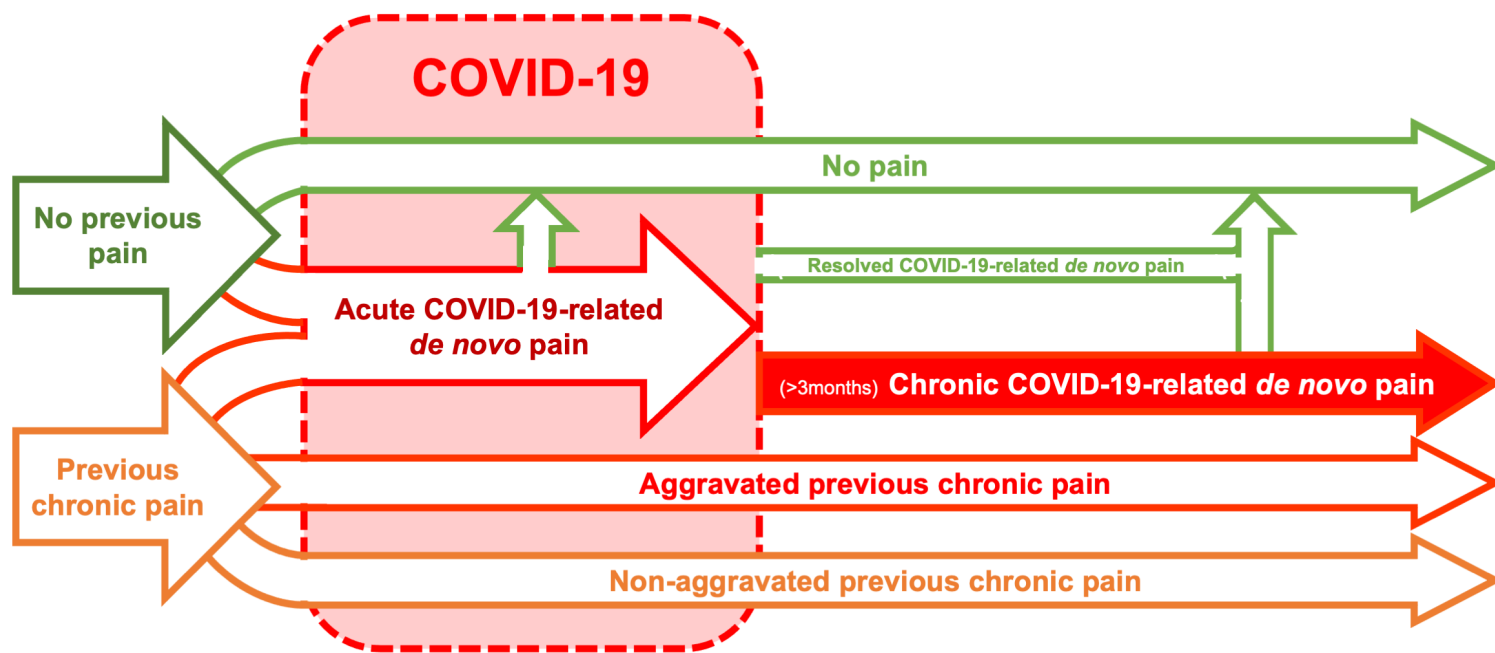 COVID-19
No pain
No previous
pain
Resolved COVID-19-related de novo pain
Acute COVID-19-related
de novo pain
(>3months) Chronic COVID-19-related de novo pain
Previous
chronic pain
Aggravated previous chronic pain
Non-aggravated previous chronic pain